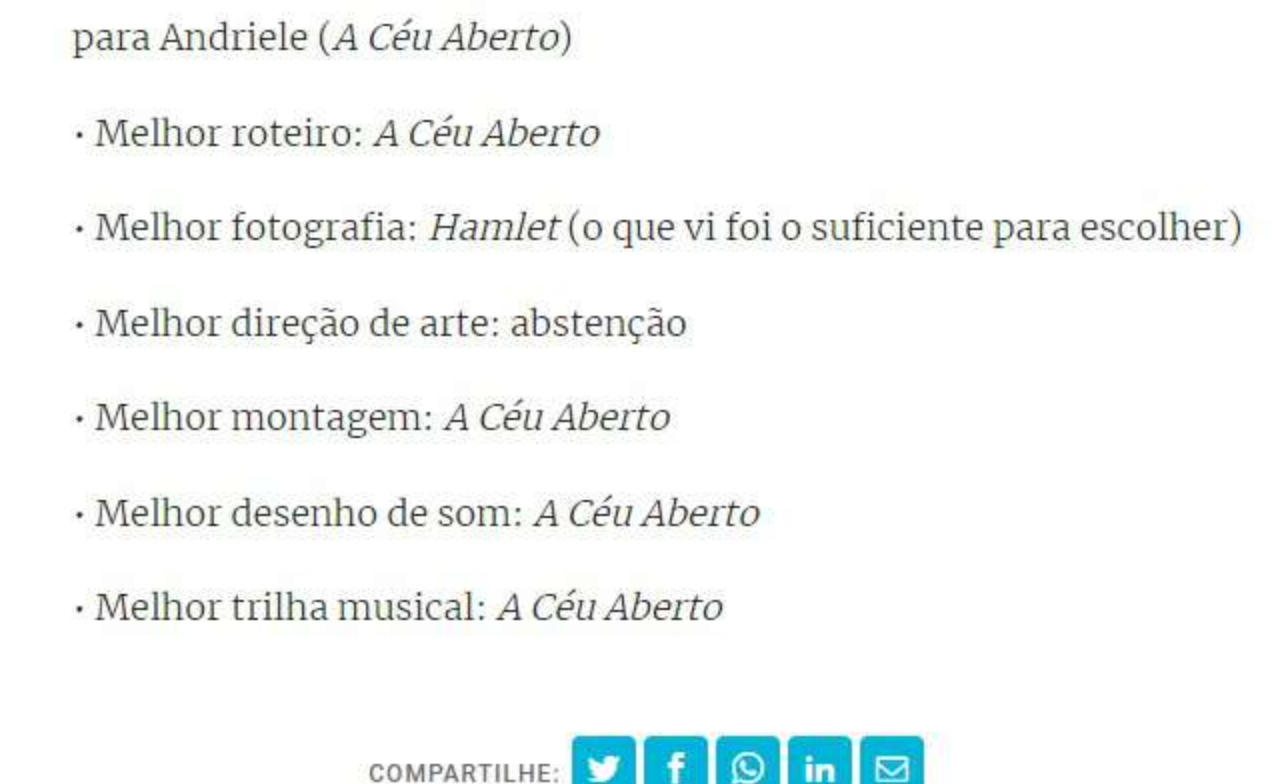 para Andriele (A Céu Aberto)
• Melhor roteiro: A Céu Aberto
• Melhor fotografia: Hamlet (o que vi foi o suficiente para escolher)
• Melhor direção de arte: abstenção
• Melhor montagem: A Céu Aberto
• Melhor desenho de som: A Céu Aberto
• Melhor trilha musical: A Céu Aberto
COMPARTILHE: